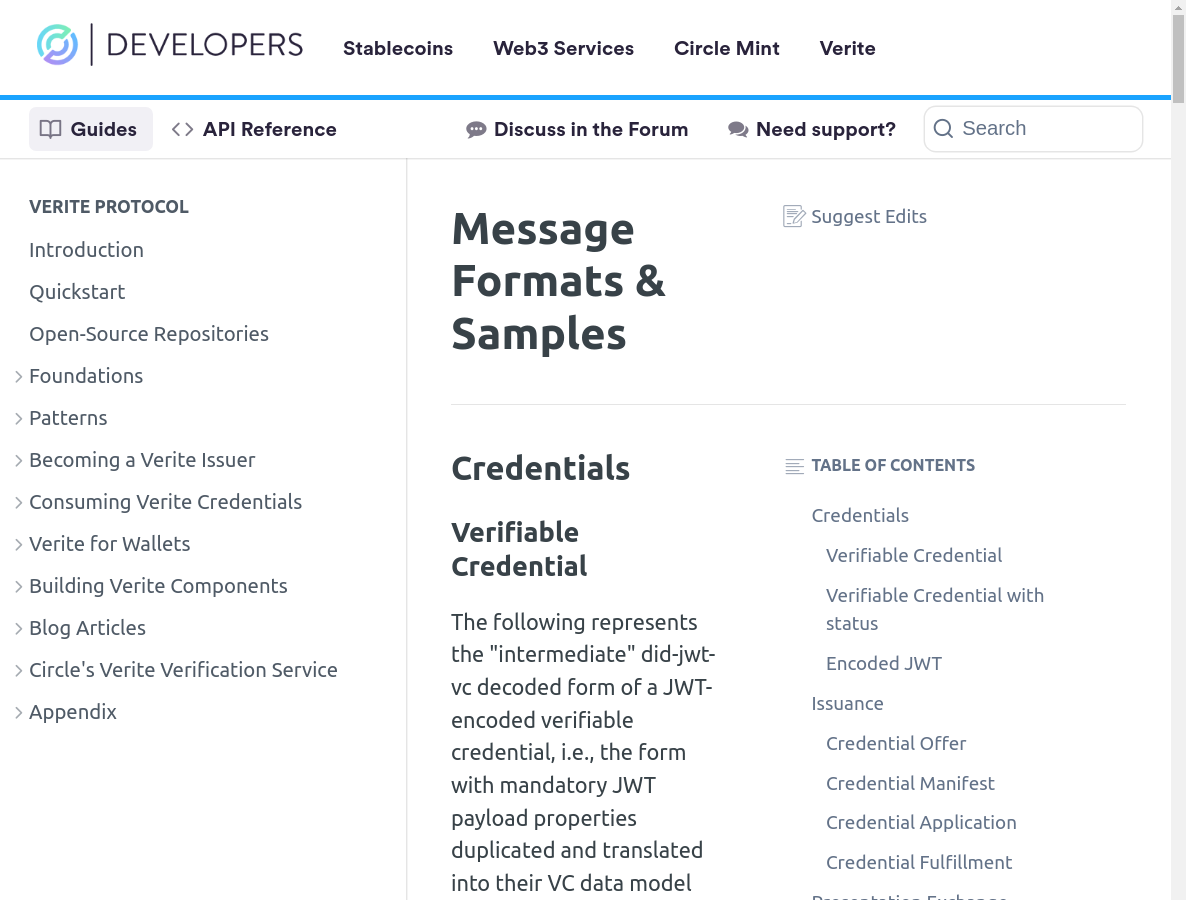 DEVELOPERS
Stablecoins
Web3 Services
Circle Mint
Verite
Guides
API Reference
Discuss in the Forum
Need support?
Search
VERITE PROTOCOL
Introduction
Quickstart
Open-Source Repositories
Foundations
Patterns
Becoming a Verite Issuer
Consuming Verite Credentials
Verite for Wallets
Building Verite Components
Blog Articles
Circle's Verite Verification Service
Appendix
Message
Formats &
Samples
Suggest Edits
Credentials
Verifiable
Credential
The following represents
the "intermediate" did-jwt-
vc decoded form of a JWT-
encoded verifiable
credential, i.e., the form
with mandatory JWT
payload properties
duplicated and translated
into their VC data model
TABLE OF CONTENTS
Credentials
Verifiable Credential
Verifiable Credential with
status
Encoded JWT
Issuance
Credential Offer
Credential Manifest
Credential Application
Credential Fulfillment
Presentation Exchange